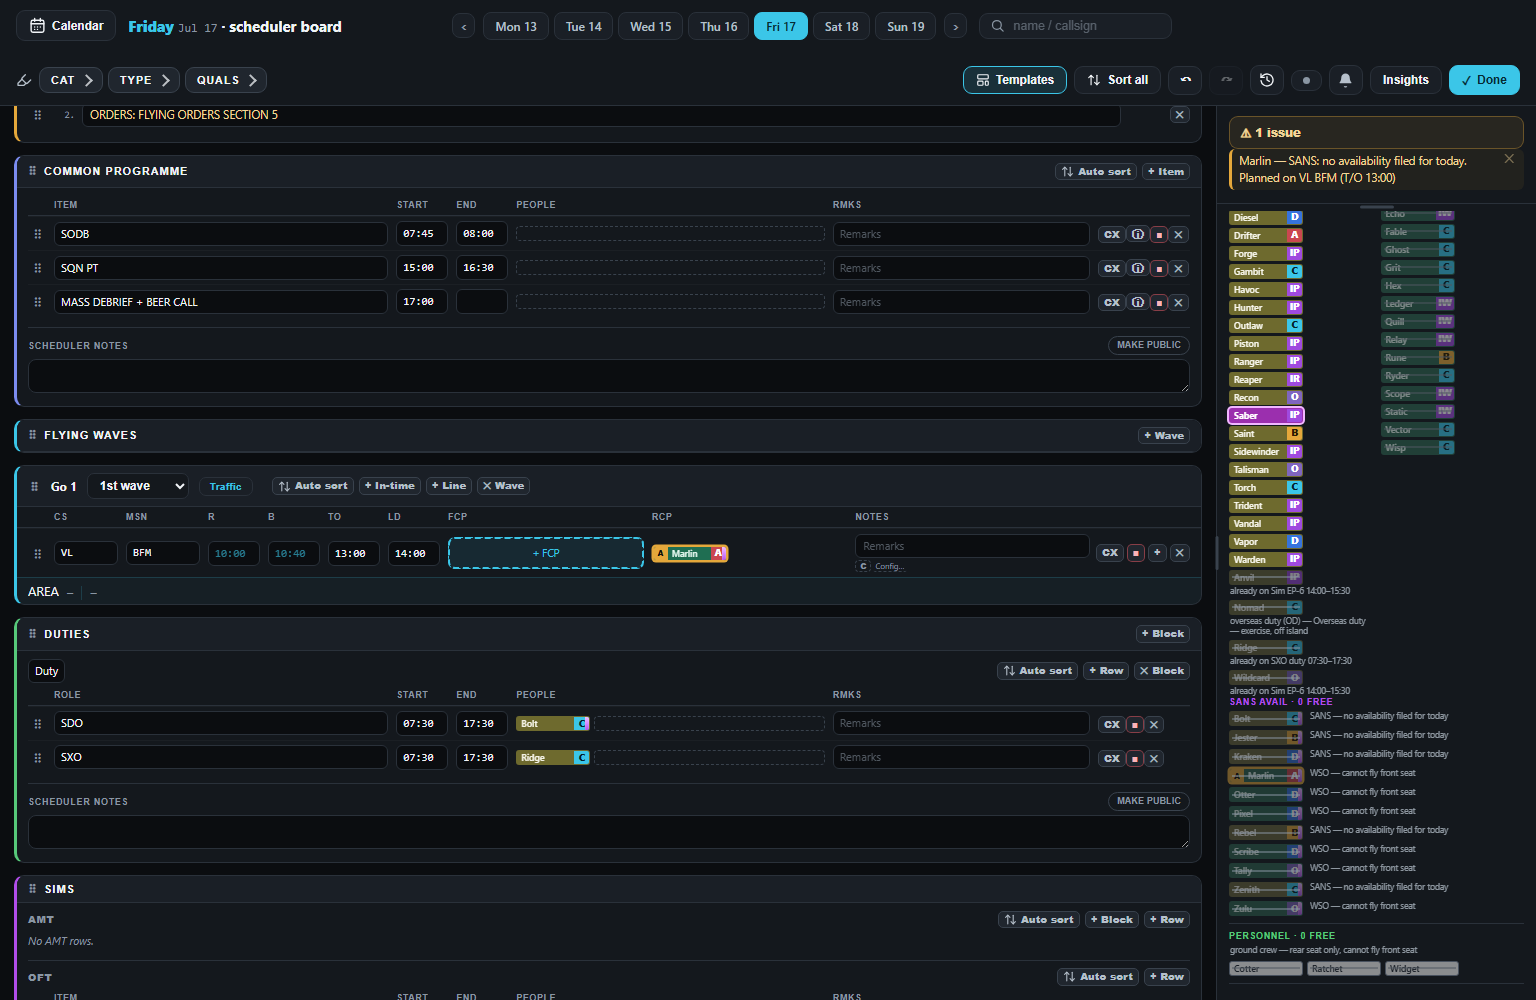 Calendar
Friday Jul 17 · scheduler board
‹ Mon 13 Tue 14 Wed 15 Thu 16 Fri 17 Sat 18 Sun 19 ›
name / callsign
CAT TYPE QUALS
Templates Sort all Insights ✓ Done
2. ORDERS: FLYING ORDERS SECTION 5
COMMON PROGRAMME Auto sort + Item
ITEM START END PEOPLE RMKS
SODB 07:45 08:00 Remarks CX
SQN PT 15:00 16:30 Remarks CX
MASS DEBRIEF + BEER CALL 17:00 Remarks CX
SCHEDULER NOTES MAKE PUBLIC
FLYING WAVES + Wave
Go 1 1st wave Traffic Auto sort + In-time + Line × Wave
CS MSN R B TO LD FCP RCP NOTES
VL BFM 10:00 10:40 13:00 14:00 + FCP A Marlin A Remarks CX
C Config...
AREA – | –
DUTIES + Block
Duty Auto sort + Row × Block
ROLE START END PEOPLE RMKS
SDO 07:30 17:30 Bolt C Remarks CX
SXO 07:30 17:30 Ridge C Remarks CX
SCHEDULER NOTES MAKE PUBLIC
SIMS
AMT Auto sort + Block + Row
No AMT rows.
OFT Auto sort + Row
ITEM START END PEOPLE RMKS
⚠ 1 issue
Marlin — SANS: no availability filed for today.
Planned on VL BFM (T/O 13:00)
Diesel D
Drifter A
Forge IP
Gambit C
Havoc IP
Hunter IP
Outlaw C
Piston IP
Ranger IP
Reaper IR
Recon O
Saber IP
Saint B
Sidewinder IP
Talisman O
Torch C
Trident IP
Vandal IP
Vapor D
Warden IP
Anvil IP
already on Sim EP-6 14:00–15:30
Nomad C
overseas duty (OD) — Overseas duty
— exercise, off island
Ridge C
already on SXO duty 07:30–17:30
Wildcard O
already on Sim EP-6 14:00–15:30
Echo
Fable C
Ghost C
Grit C
Hex C
Ledger
Quill
Relay
Rune B
Ryder C
Scope
Static
Vector C
Wisp C
SANS AVAIL · 0 FREE
Bolt C SANS — no availability filed for today
Jester B SANS — no availability filed for today
Kraken D SANS — no availability filed for today
A Marlin A WSO — cannot fly front seat
Otter D WSO — cannot fly front seat
Pixel D WSO — cannot fly front seat
Rebel B SANS — no availability filed for today
Scribe D WSO — cannot fly front seat
Tally O WSO — cannot fly front seat
Zenith C SANS — no availability filed for today
Zulu O WSO — cannot fly front seat
PERSONNEL · 0 FREE
ground crew — rear seat only, cannot fly front seat
Cotter Ratchet Widget